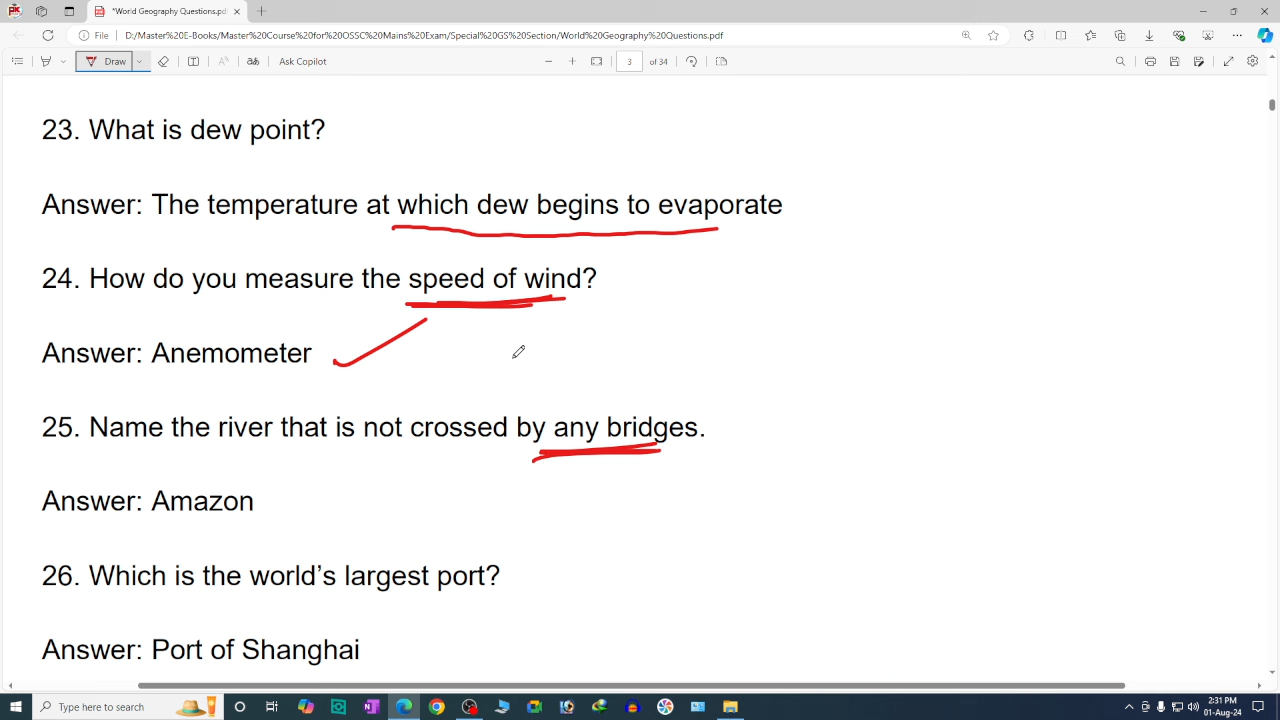 *World Geography Questions.pdf
File
D:/Master%20E-Books/Master%20Course%20for%20OSSC%20Mains%20Exam/Special%20GS%20Section/World%20Geography%20Questions.pdf
Draw
Ask Copilot
3 of 34
23. What is dew point?
Answer: The temperature at which dew begins to evaporate
24. How do you measure the speed of wind?
Answer: Anemometer
25. Name the river that is not crossed by any bridges.
Answer: Amazon
26. Which is the world’s largest port?
Answer: Port of Shanghai
Type here to search
2:31 PM
01-Aug-24